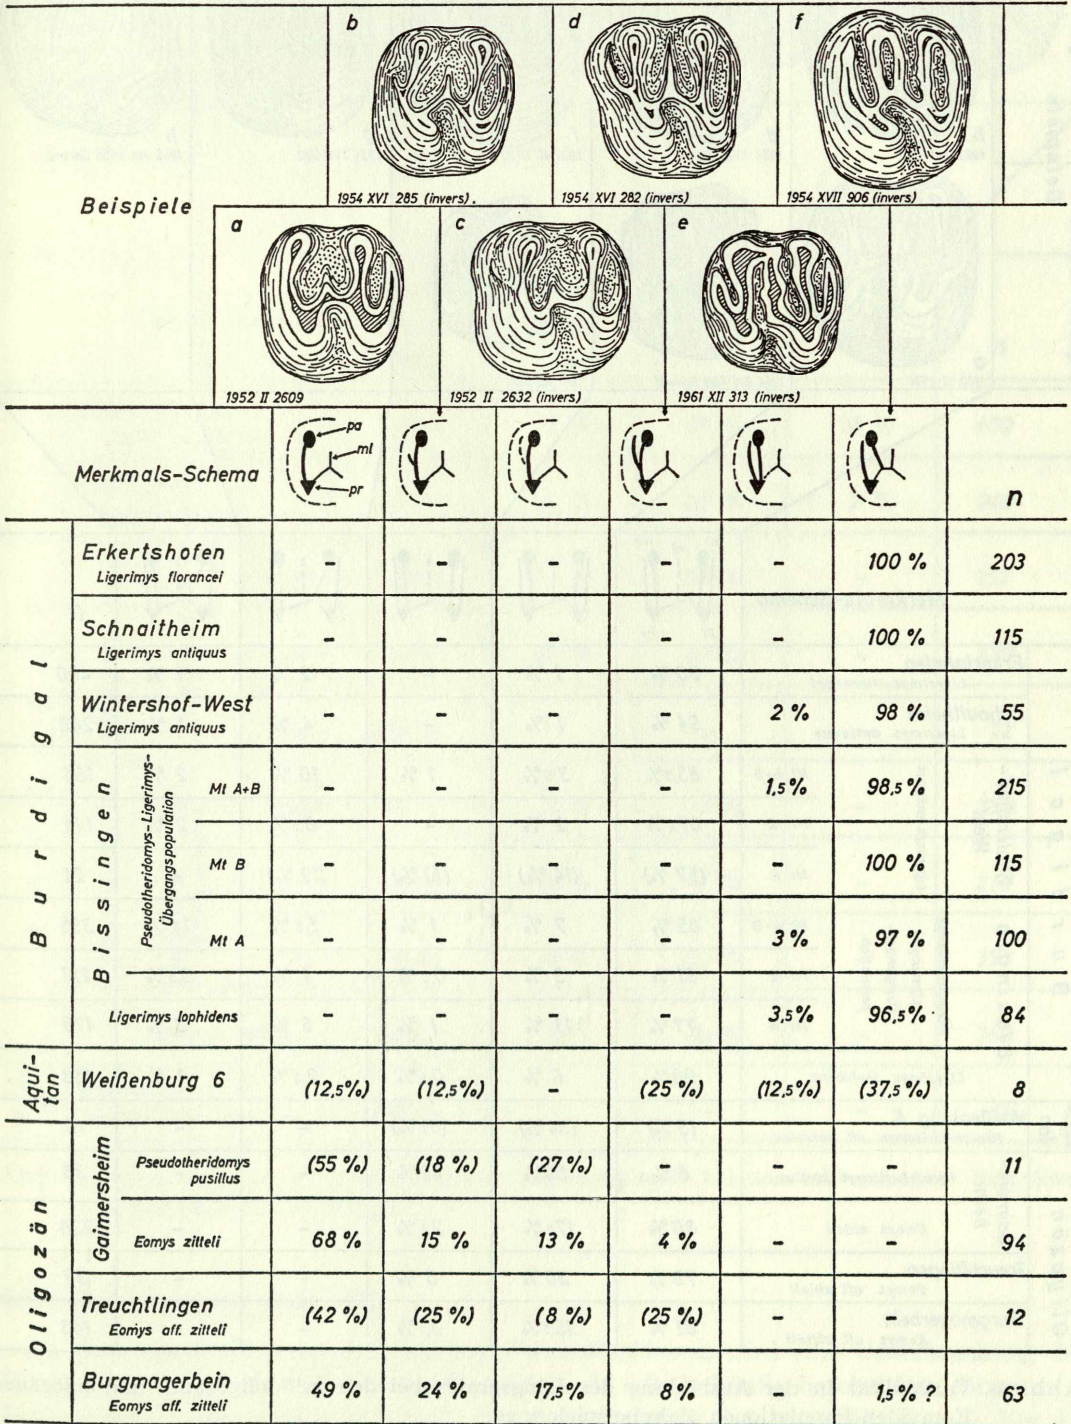 b d f
1954 XVI 285 (invers). 1954 XVI 282 (invers) 1954 XVII 906 (invers)
Beispiele
a c e
1952 II 2609 1952 II 2632 (invers) 1961 XII 313 (invers)
Merkmals-Schema pa ml pr n
Burdigal
Erkertshofen - - - - - 100 % 203
Ligerimys florancei
Schnaitheim - - - - - 100 % 115
Ligerimys antiquus
Wintershof-West - - - - 2 % 98 % 55
Ligerimys antiquus
Bissingen
Pseudotheridomys-Ligerimys-
Übergangspopulation
Mt A+B - - - - 1,5 % 98,5 % 215
Mt B - - - - - 100 % 115
Mt A - - - - 3 % 97 % 100
Ligerimys lophidens - - - - 3,5 % 96,5 % 84
Aqui-
tan
Weißenburg 6 (12,5%) (12,5%) - (25 %) (12,5%) (37,5 %) 8
Oligozän
Gaimersheim
Pseudotheridomys (55 %) (18 %) (27 %) - - - 11
pusillus
Eomys zitteli 68 % 15 % 13 % 4 % - - 94
Treuchtlingen (42 %) (25 %) (8 %) (25 %) - - 12
Eomys aff. zitteli
Burgmagerbein 49 % 24 % 17,5 % 8 % - 1,5 % ? 63
Eomys aff. zitteli